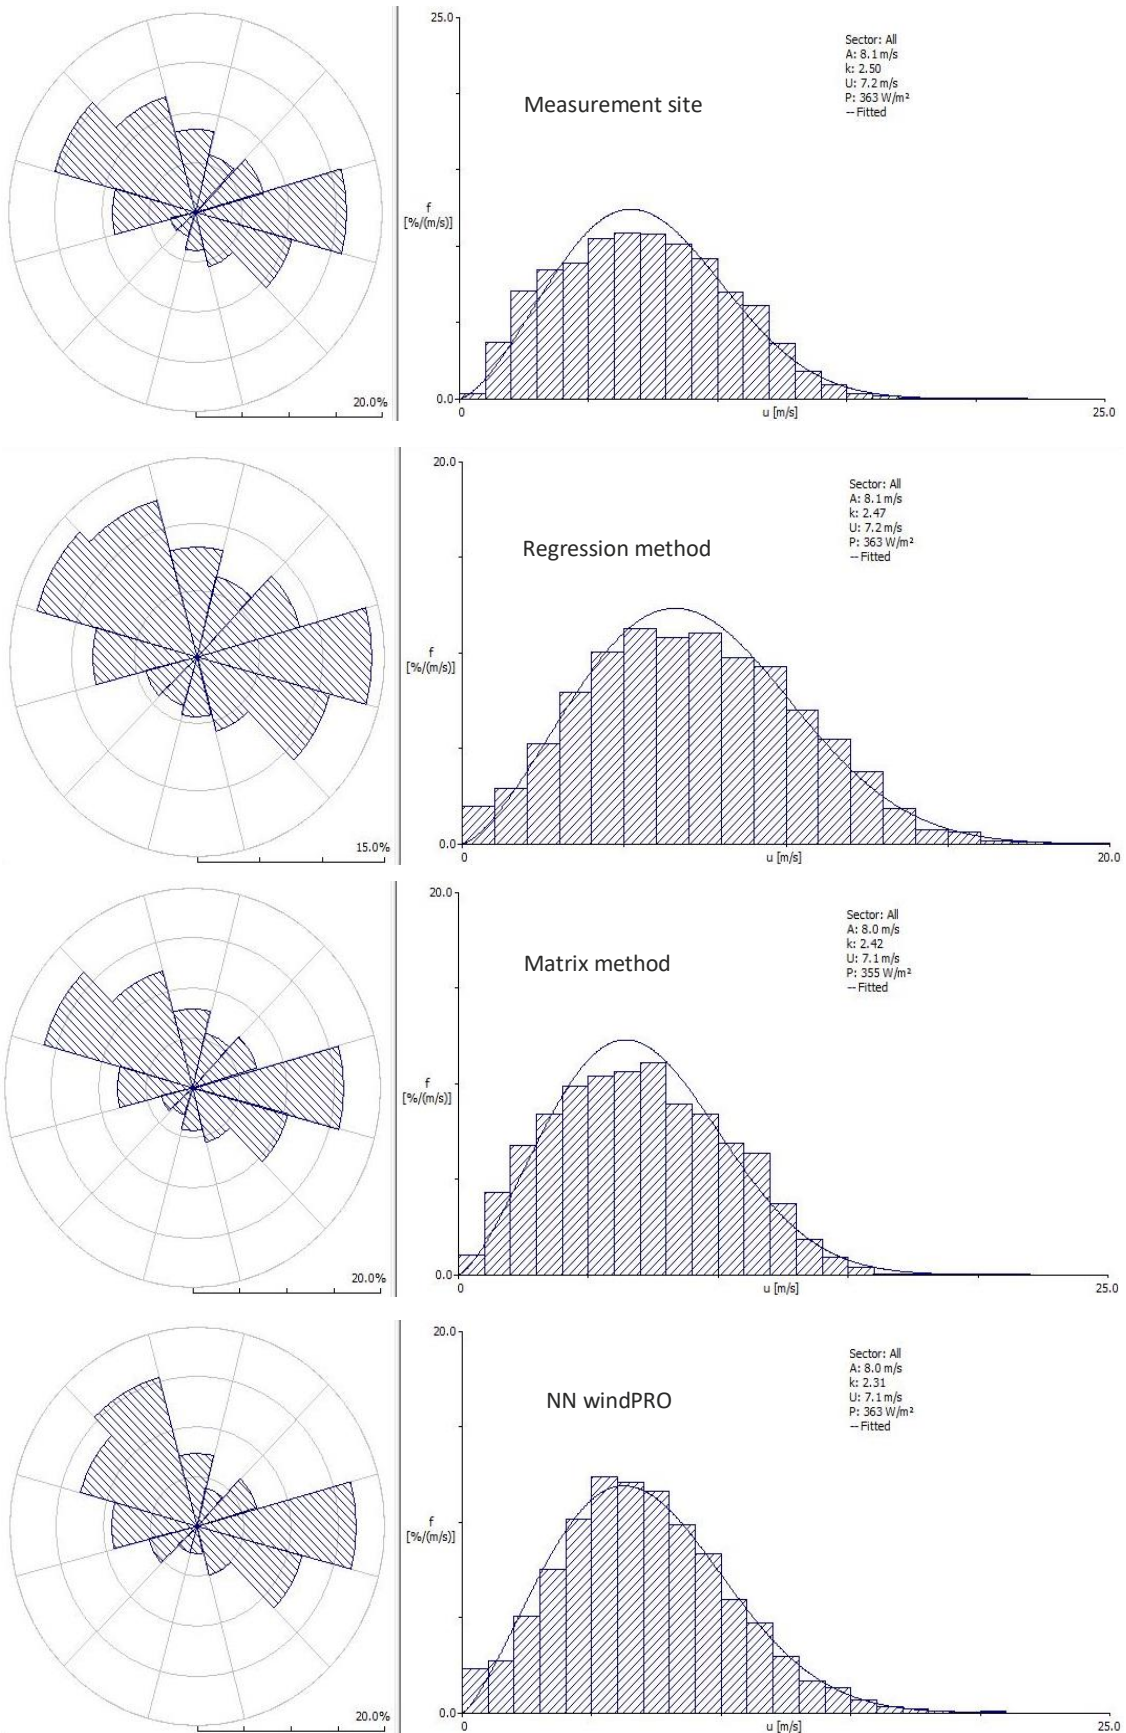 25.0
Sector: All
A: 8.1 m/s
k: 2.50
U: 7.2 m/s
P: 363 W/m²
-- Fitted
Measurement site
f
[%/(m/s)]
20.0%
0.0
0
u [m/s]
25.0
20.0
Sector: All
A: 8.1 m/s
k: 2.47
U: 7.2 m/s
P: 363 W/m²
-- Fitted
Regression method
f
[%/(m/s)]
15.0%
0.0
0
u [m/s]
20.0
20.0
Sector: All
A: 8.0 m/s
k: 2.42
U: 7.1 m/s
P: 355 W/m²
-- Fitted
Matrix method
f
[%/(m/s)]
20.0%
0.0
0
u [m/s]
25.0
20.0
Sector: All
A: 8.0 m/s
k: 2.31
U: 7.1 m/s
P: 363 W/m²
-- Fitted
NN windPRO
f
[%/(m/s)]
20.0%
0.0
0
u [m/s]
25.0